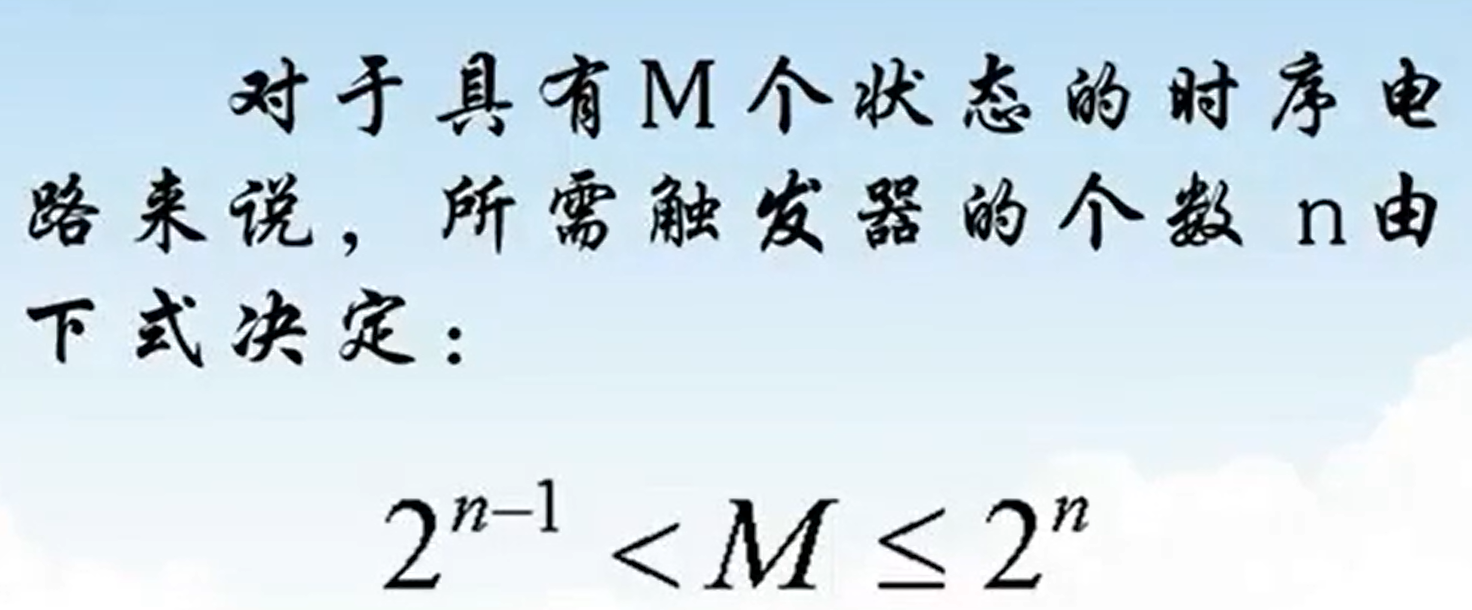 对于具有M个状态的时序电
路来说，所需触发器的个数 n由
下式决定：
2^{n-1} < M ≤ 2^n